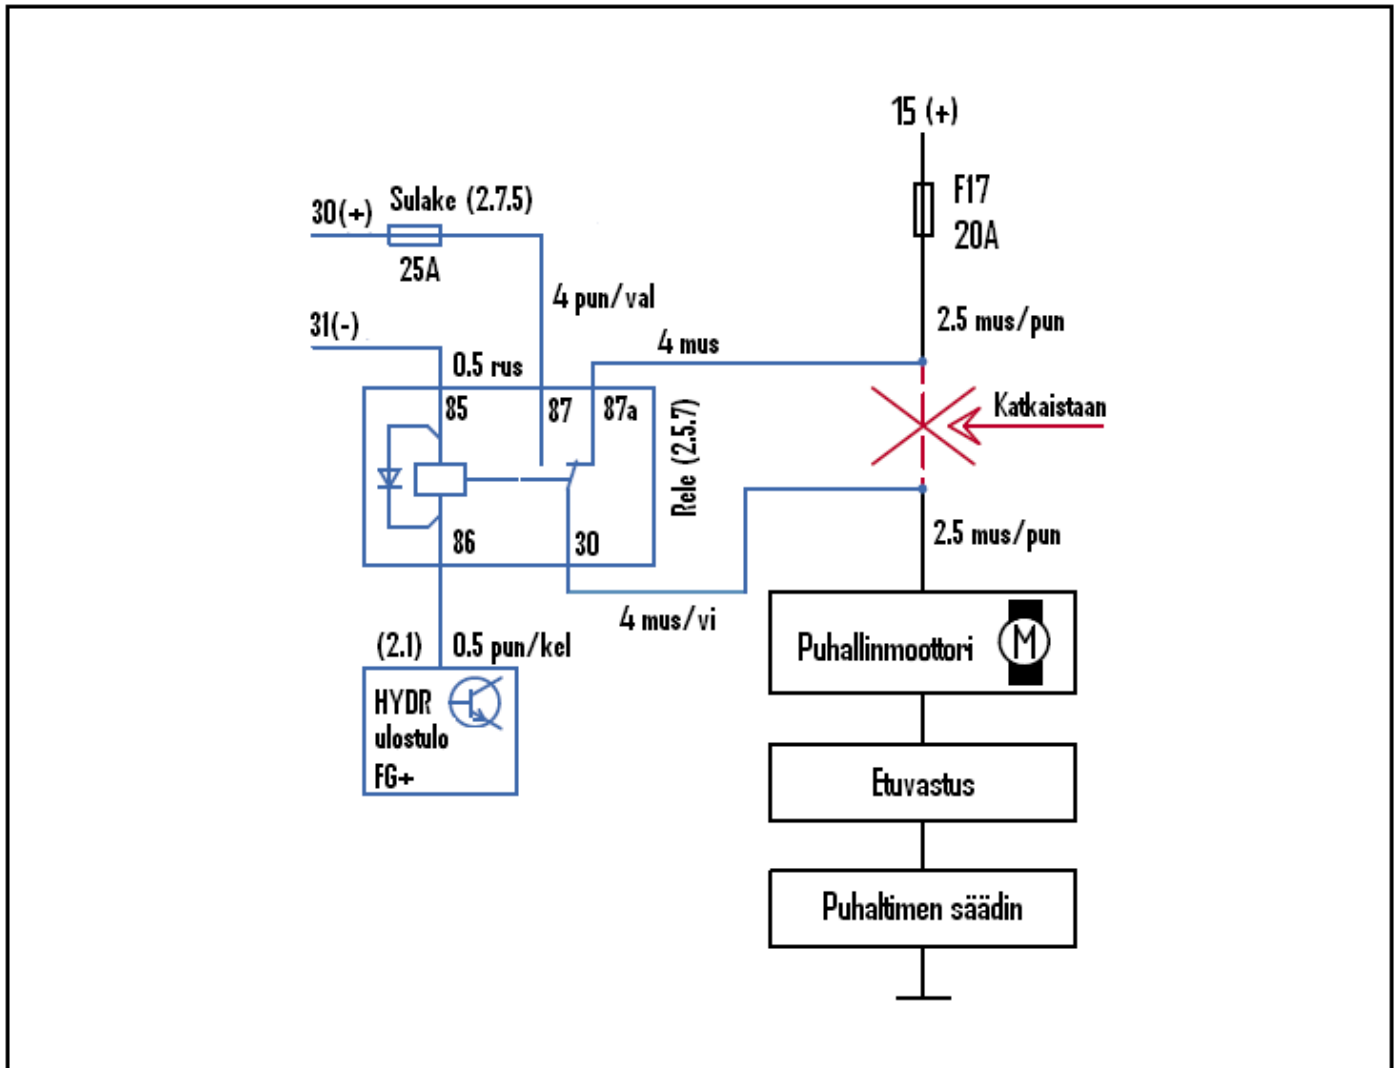 15 (+)
F17
20A
Sulake (2.7.5)
30(+)
25A
4 pun/val
31(-)
2.5 mus/pun
4 mus
0.5 rus
85
87
87a
Rele (2.5.7)
Katkaistaan
86
30
2.5 mus/pun
4 mus/vi
(2.1)
0.5 pun/kel
Puhallinmoottori
M
HYDR
ulostulo
FG+
Etuvastus
Puhaltimen säädin